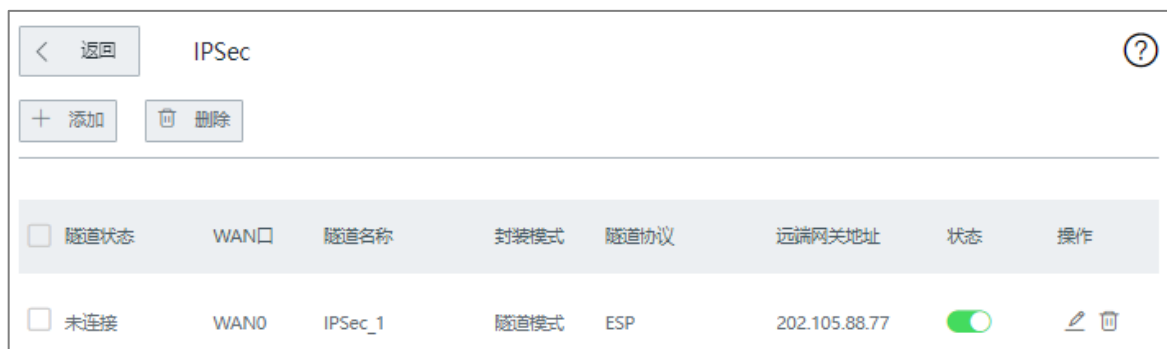 返回 IPSec
添加 删除
隧道状态 WAN口 隧道名称 封装模式 隧道协议 远端网关地址 状态 操作
未连接 WAN0 IPSec_1 隧道模式 ESP 202.105.88.77